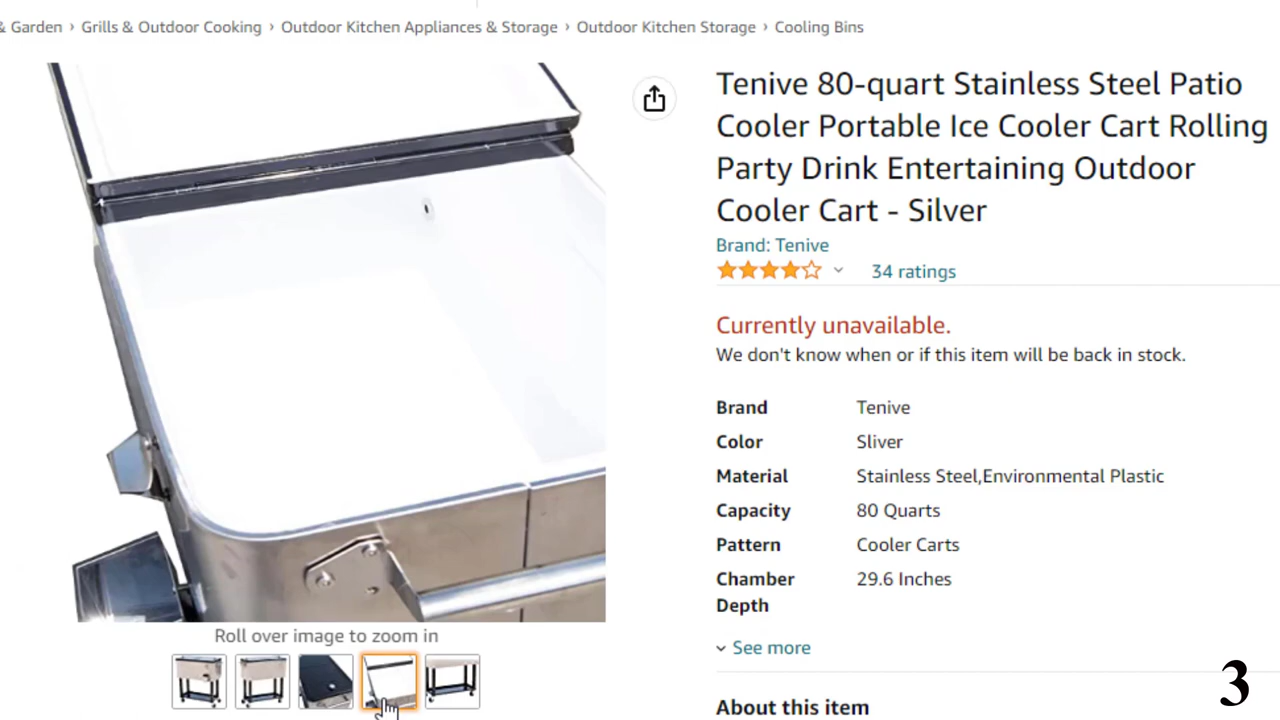 & Garden › Grills & Outdoor Cooking › Outdoor Kitchen Appliances & Storage › Outdoor Kitchen Storage › Cooling Bins
Tenive 80-quart Stainless Steel Patio
Cooler Portable Ice Cooler Cart Rolling
Party Drink Entertaining Outdoor
Cooler Cart - Silver
Brand: Tenive
34 ratings
Currently unavailable.
We don't know when or if this item will be back in stock.
Brand Tenive
Color Sliver
Material Stainless Steel,Environmental Plastic
Capacity 80 Quarts
Pattern Cooler Carts
Chamber Depth 29.6 Inches
See more
About this item
Roll over image to zoom in
3